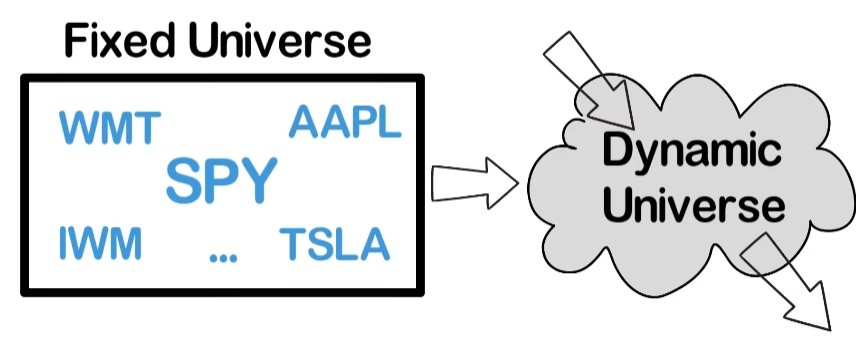 Fixed Universe
WMT AAPL
SPY
IWM ... TSLA
Dynamic
Universe